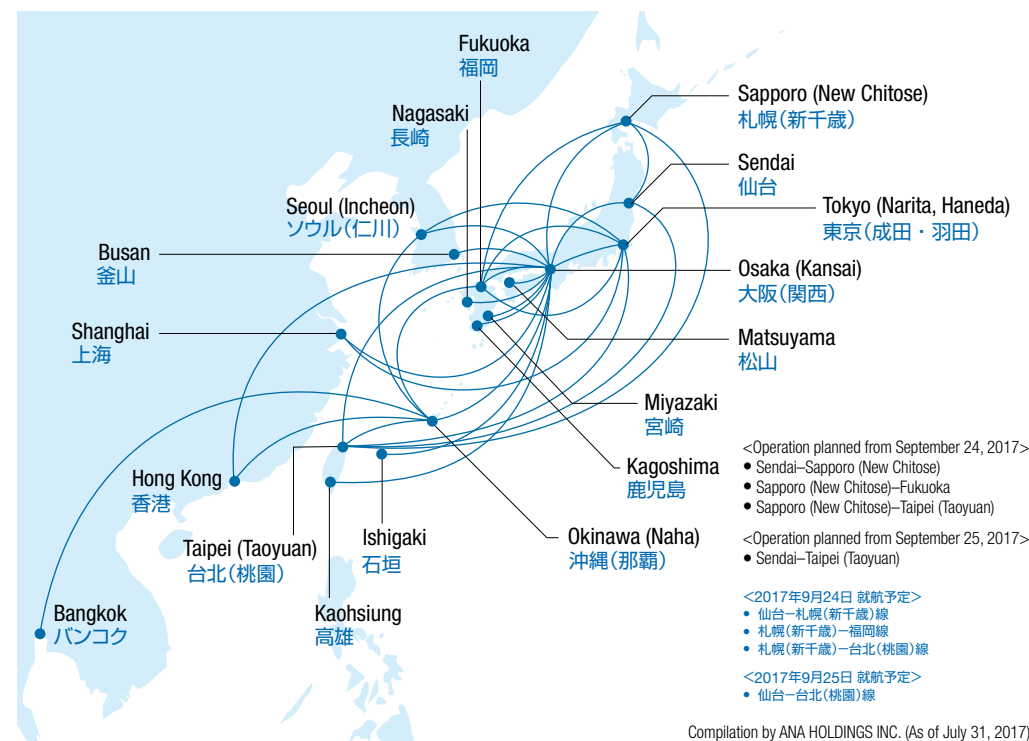 Fukuoka
福岡
Nagasaki
長崎
Sapporo (New Chitose)
札幌（新千歳）
Sendai
仙台
Seoul (Incheon)
ソウル（仁川）
Tokyo (Narita, Haneda)
東京（成田・羽田）
Busan
釜山
Osaka (Kansai)
大阪（関西）
Shanghai
上海
Matsuyama
松山
Miyazaki
宮崎
Kagoshima
鹿児島
Hong Kong
香港
Taipei (Taoyuan)
台北（桃園）
Ishigaki
石垣
Okinawa (Naha)
沖縄（那覇）
Bangkok
バンコク
Kaohsiung
高雄
<Operation planned from September 24, 2017>
● Sendai–Sapporo (New Chitose)
● Sapporo (New Chitose)–Fukuoka
● Sapporo (New Chitose)–Taipei (Taoyuan)
<Operation planned from September 25, 2017>
● Sendai–Taipei (Taoyuan)
<2017年9月24日 就航予定>
● 仙台−札幌（新千歳）線
● 札幌（新千歳）−福岡線
● 札幌（新千歳）−台北（桃園）線
<2017年9月25日 就航予定>
● 仙台−台北（桃園）線
Compilation by ANA HOLDINGS INC. (As of July 31, 2017)